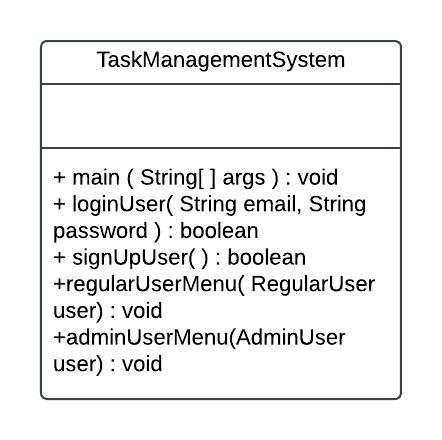 TaskManagementSystem
+ main ( String[ ] args ) : void
+ loginUser( String email, String
password ) : boolean
+ signUpUser( ) : boolean
+regularUserMenu( RegularUser
user) : void
+adminUserMenu(AdminUser
user) : void